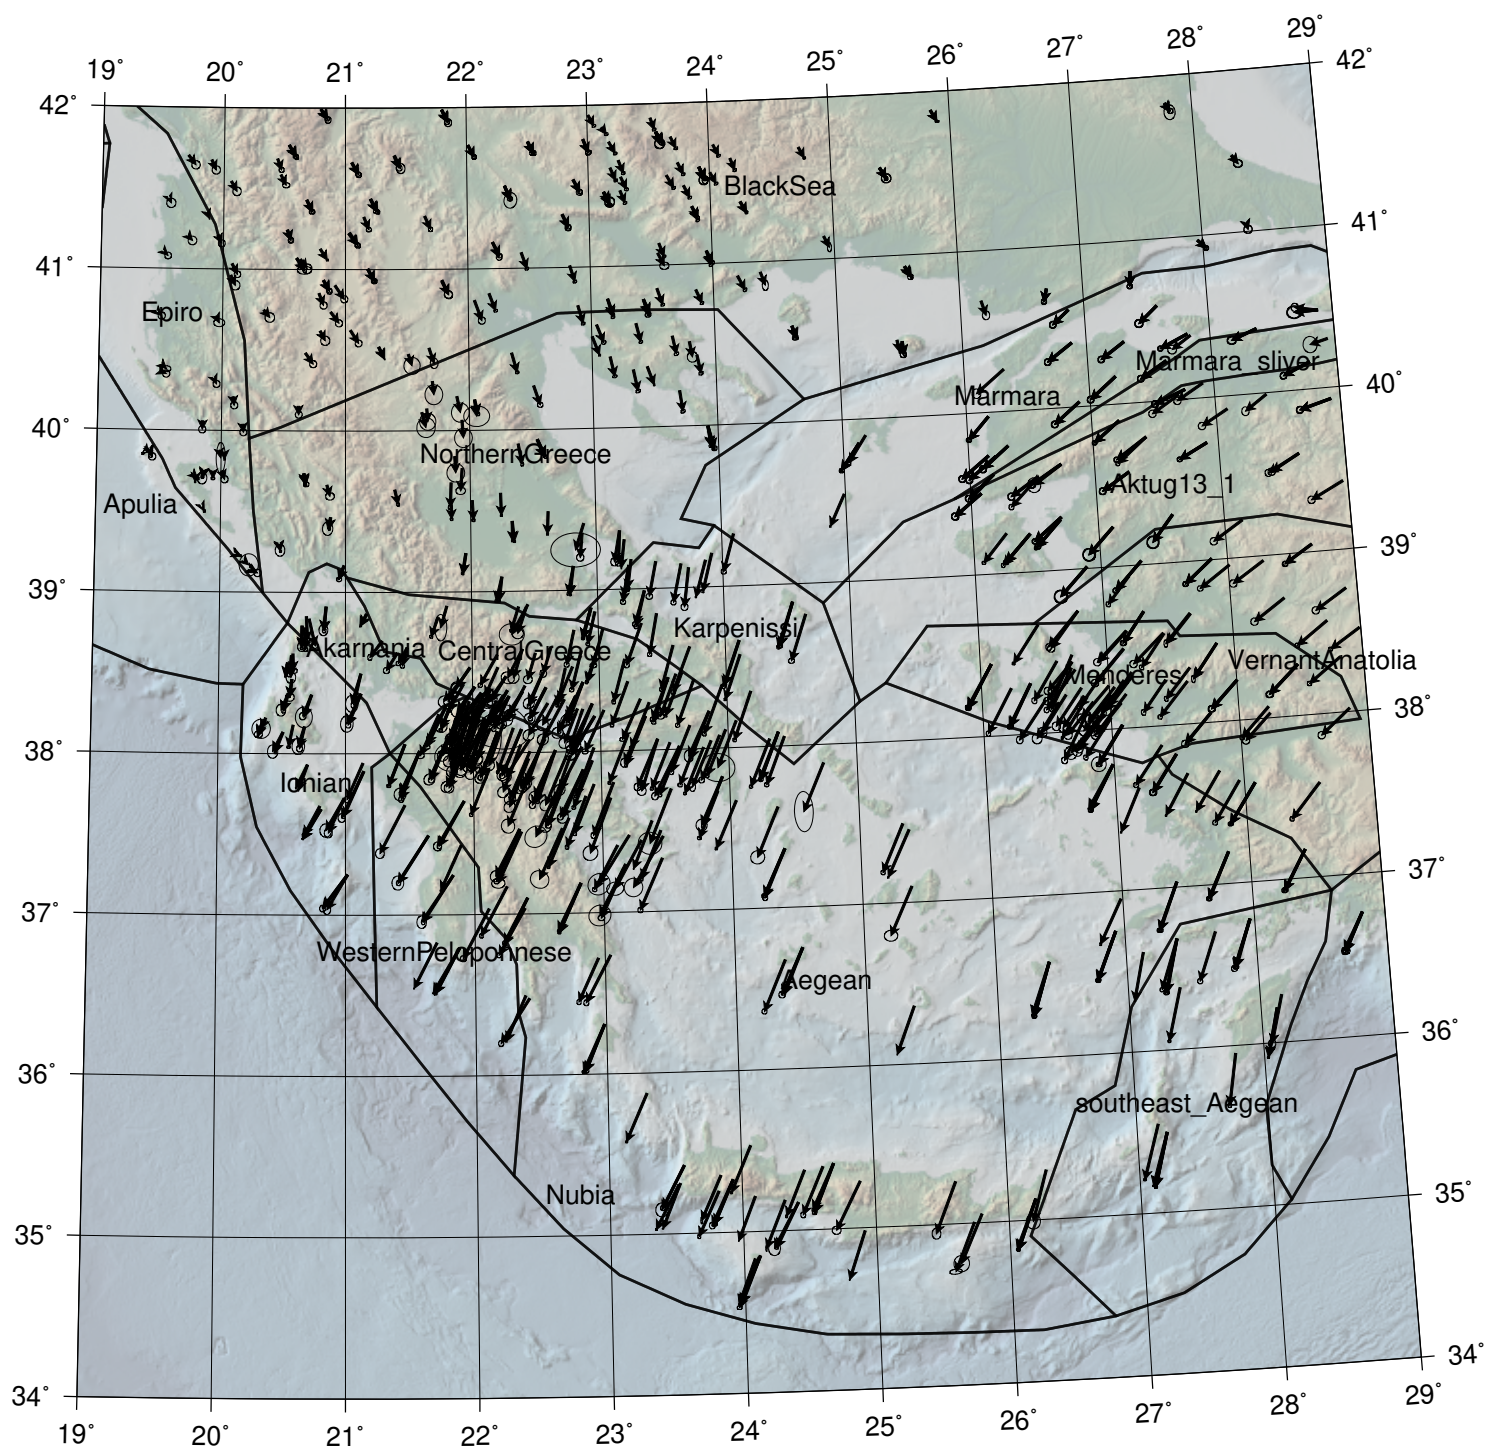 19° 20° 21° 22° 23° 24° 25° 26° 27° 28° 29°
42° 42°
BlackSea
41° 41°
Epiro
Marmara_sliver
40° Marmara 40°
NorthernGreece
Aktug13_1
Apulia
39° 39°
Karpenissi
Akarnania CentralGreece
VernantAnatolia
Menderes
38° 38°
Ionian
37° 37°
WesternPeloponnese
Aegean
36° 36°
southeast_Aegean
Nubia
35° 35°
34° 34°
19° 20° 21° 22° 23° 24° 25° 26° 27° 28° 29°